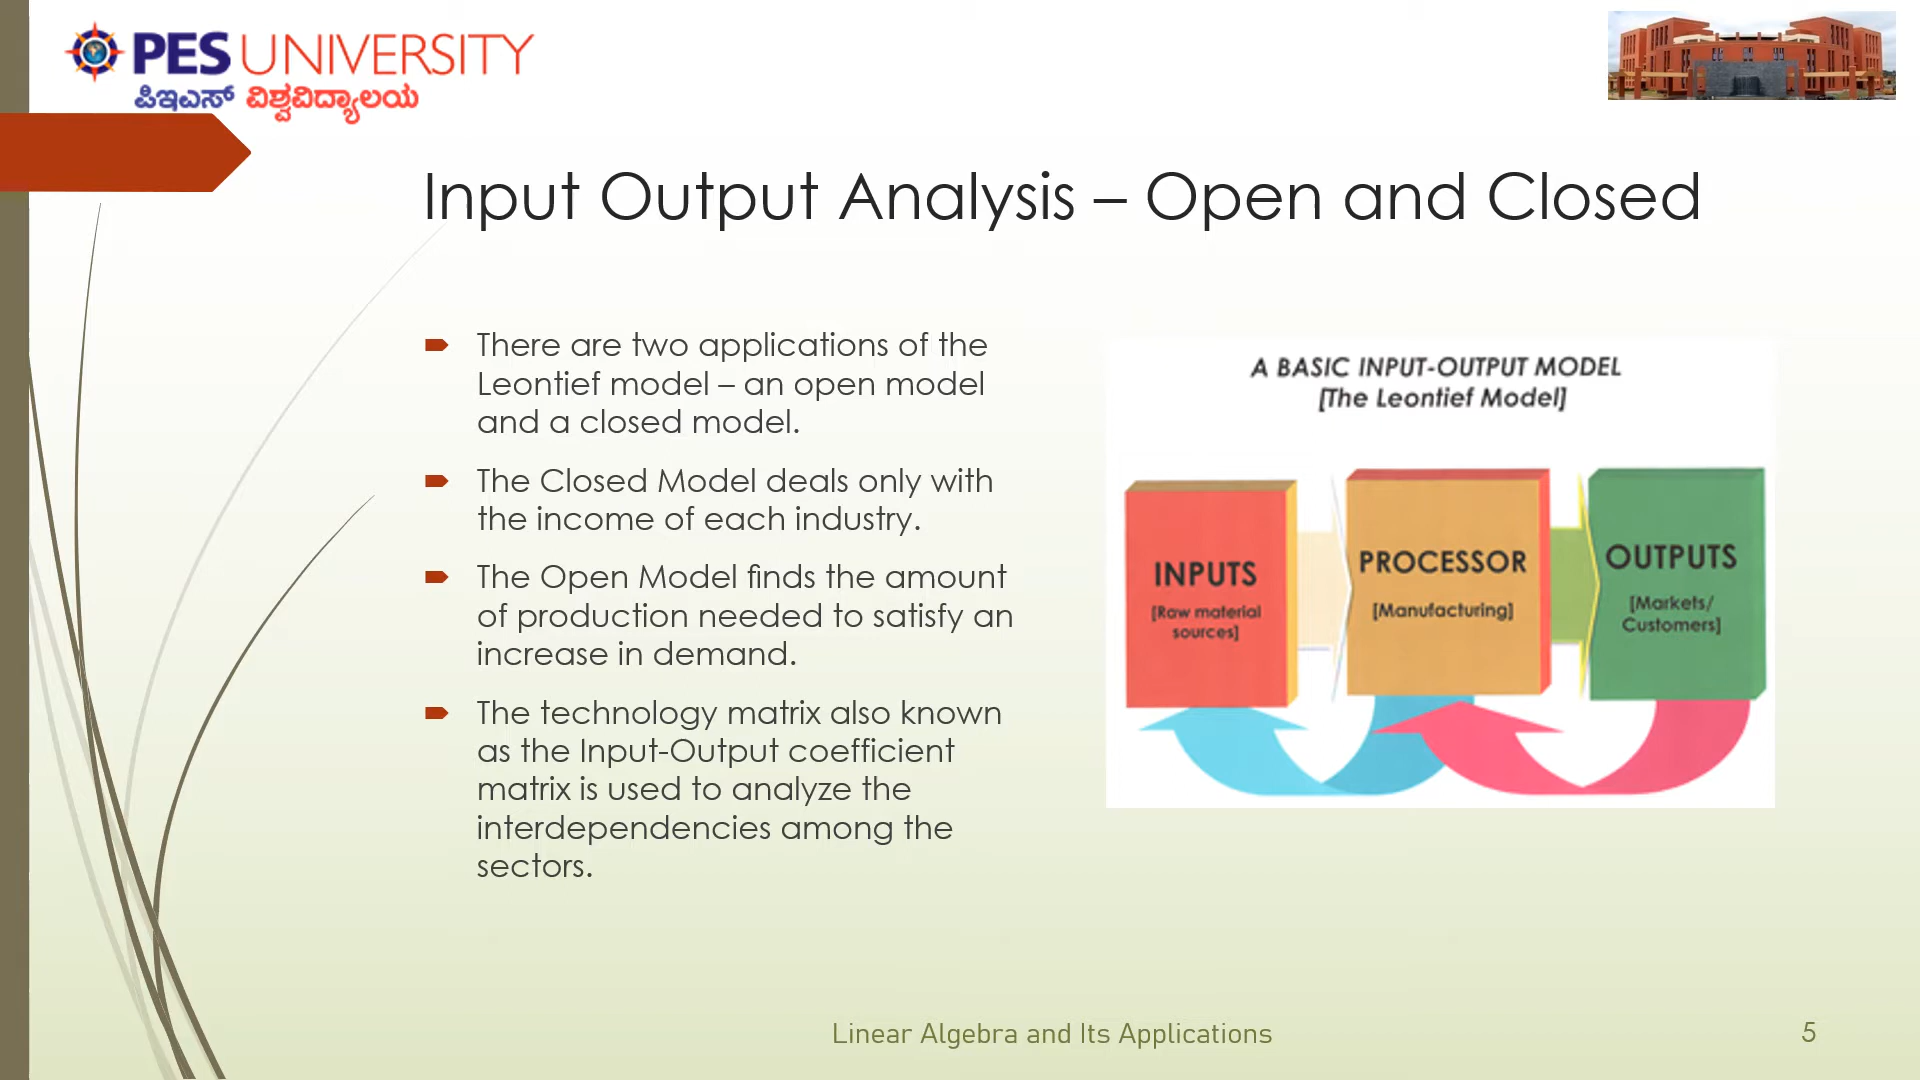 PES UNIVERSITY
ಪಿಇಎಸ್ ವಿಶ್ವವಿದ್ಯಾಲಯ
Input Output Analysis – Open and Closed
There are two applications of the
Leontief model – an open model
and a closed model.
The Closed Model deals only with
the income of each industry.
The Open Model finds the amount
of production needed to satisfy an
increase in demand.
The technology matrix also known
as the Input-Output coefficient
matrix is used to analyze the
interdependencies among the
sectors.
A BASIC INPUT-OUTPUT MODEL
[The Leontief Model]
INPUTS
[Raw material
sources]
PROCESSOR
[Manufacturing]
OUTPUTS
[Markets/
Customers]
Linear Algebra and Its Applications
5